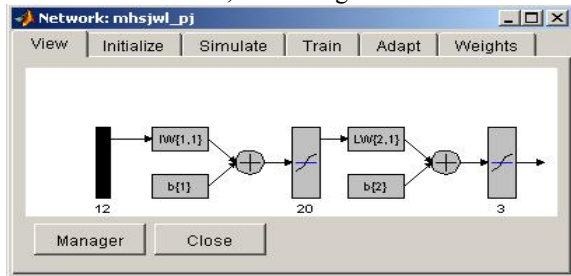 Network: mhsjwl_pj
View Initialize Simulate Train Adapt Weights
IW{1,1} LW{2,1}
b{1} b{2}
12 20 3
Manager Close